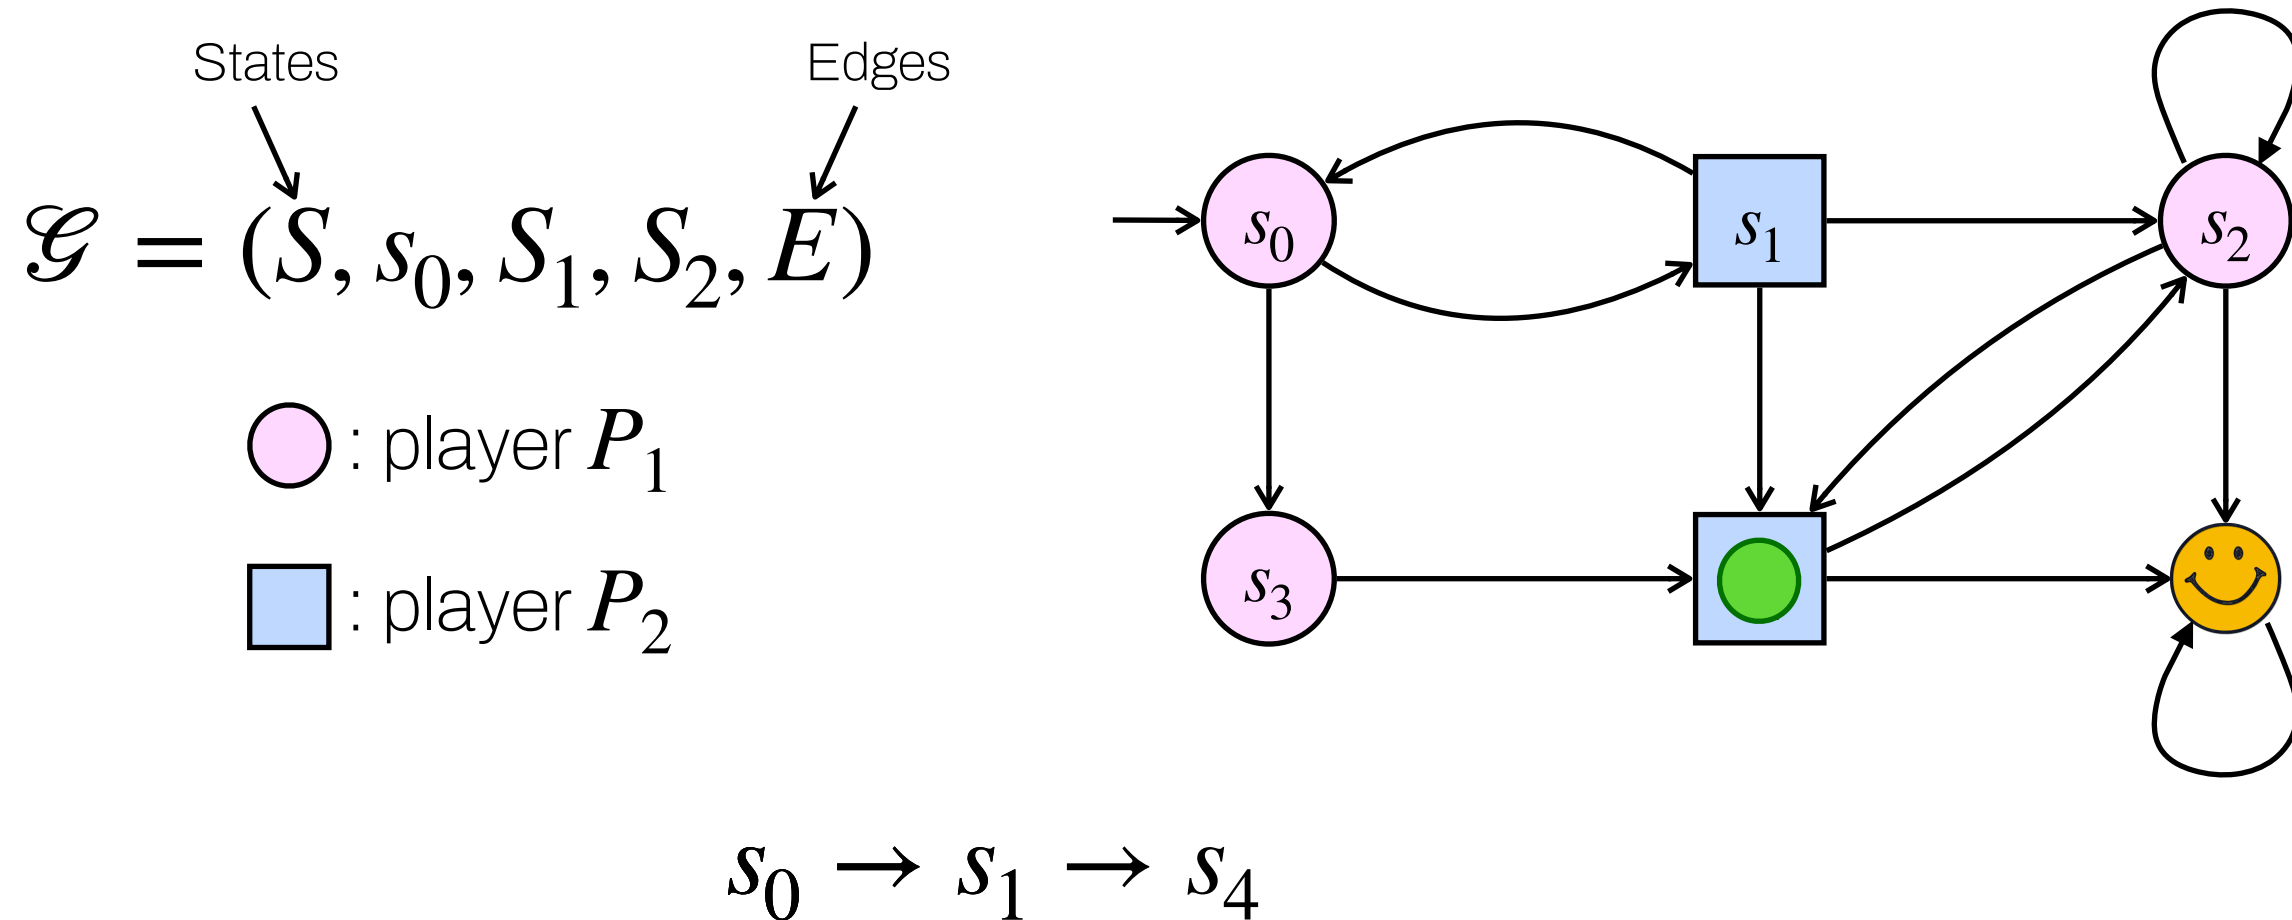 States
Edges
𝒢 = (S, s₀, S₁, S₂, E)
: player P₁
: player P₂
s₀
s₁
s₂
s₃
s₀ → s₁ → s₄